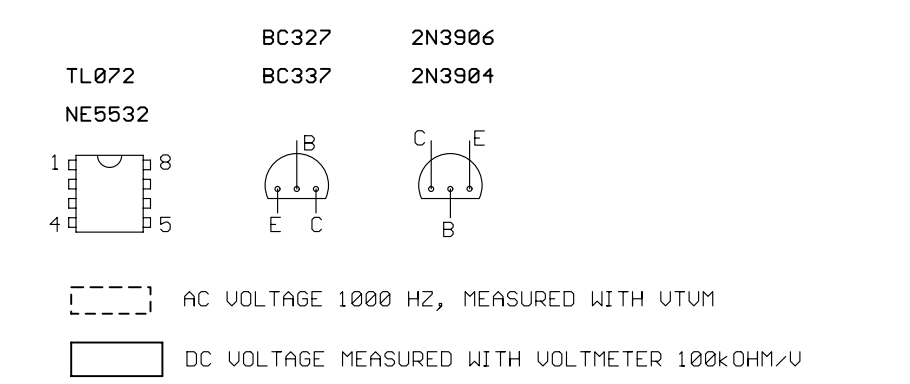 BC327 2N3906
TL072 BC337 2N3904
NE5532
1 8 B C E
4 5 E C B
AC VOLTAGE 1000 HZ, MEASURED WITH VTVM
DC VOLTAGE MEASURED WITH VOLTMETER 100kOHM/V